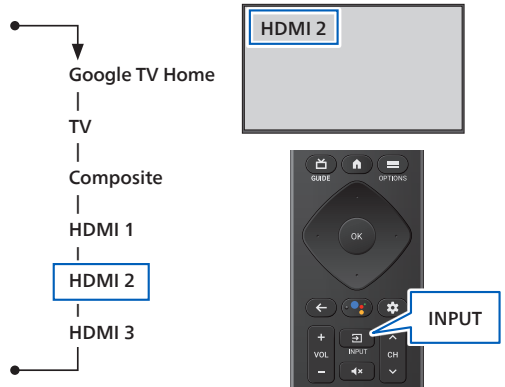 Google TV Home
TV
Composite
HDMI 1
HDMI 2
HDMI 3
HDMI 2
GUIDE
OPTIONS
OK
INPUT
+
VOL
−
INPUT
CH